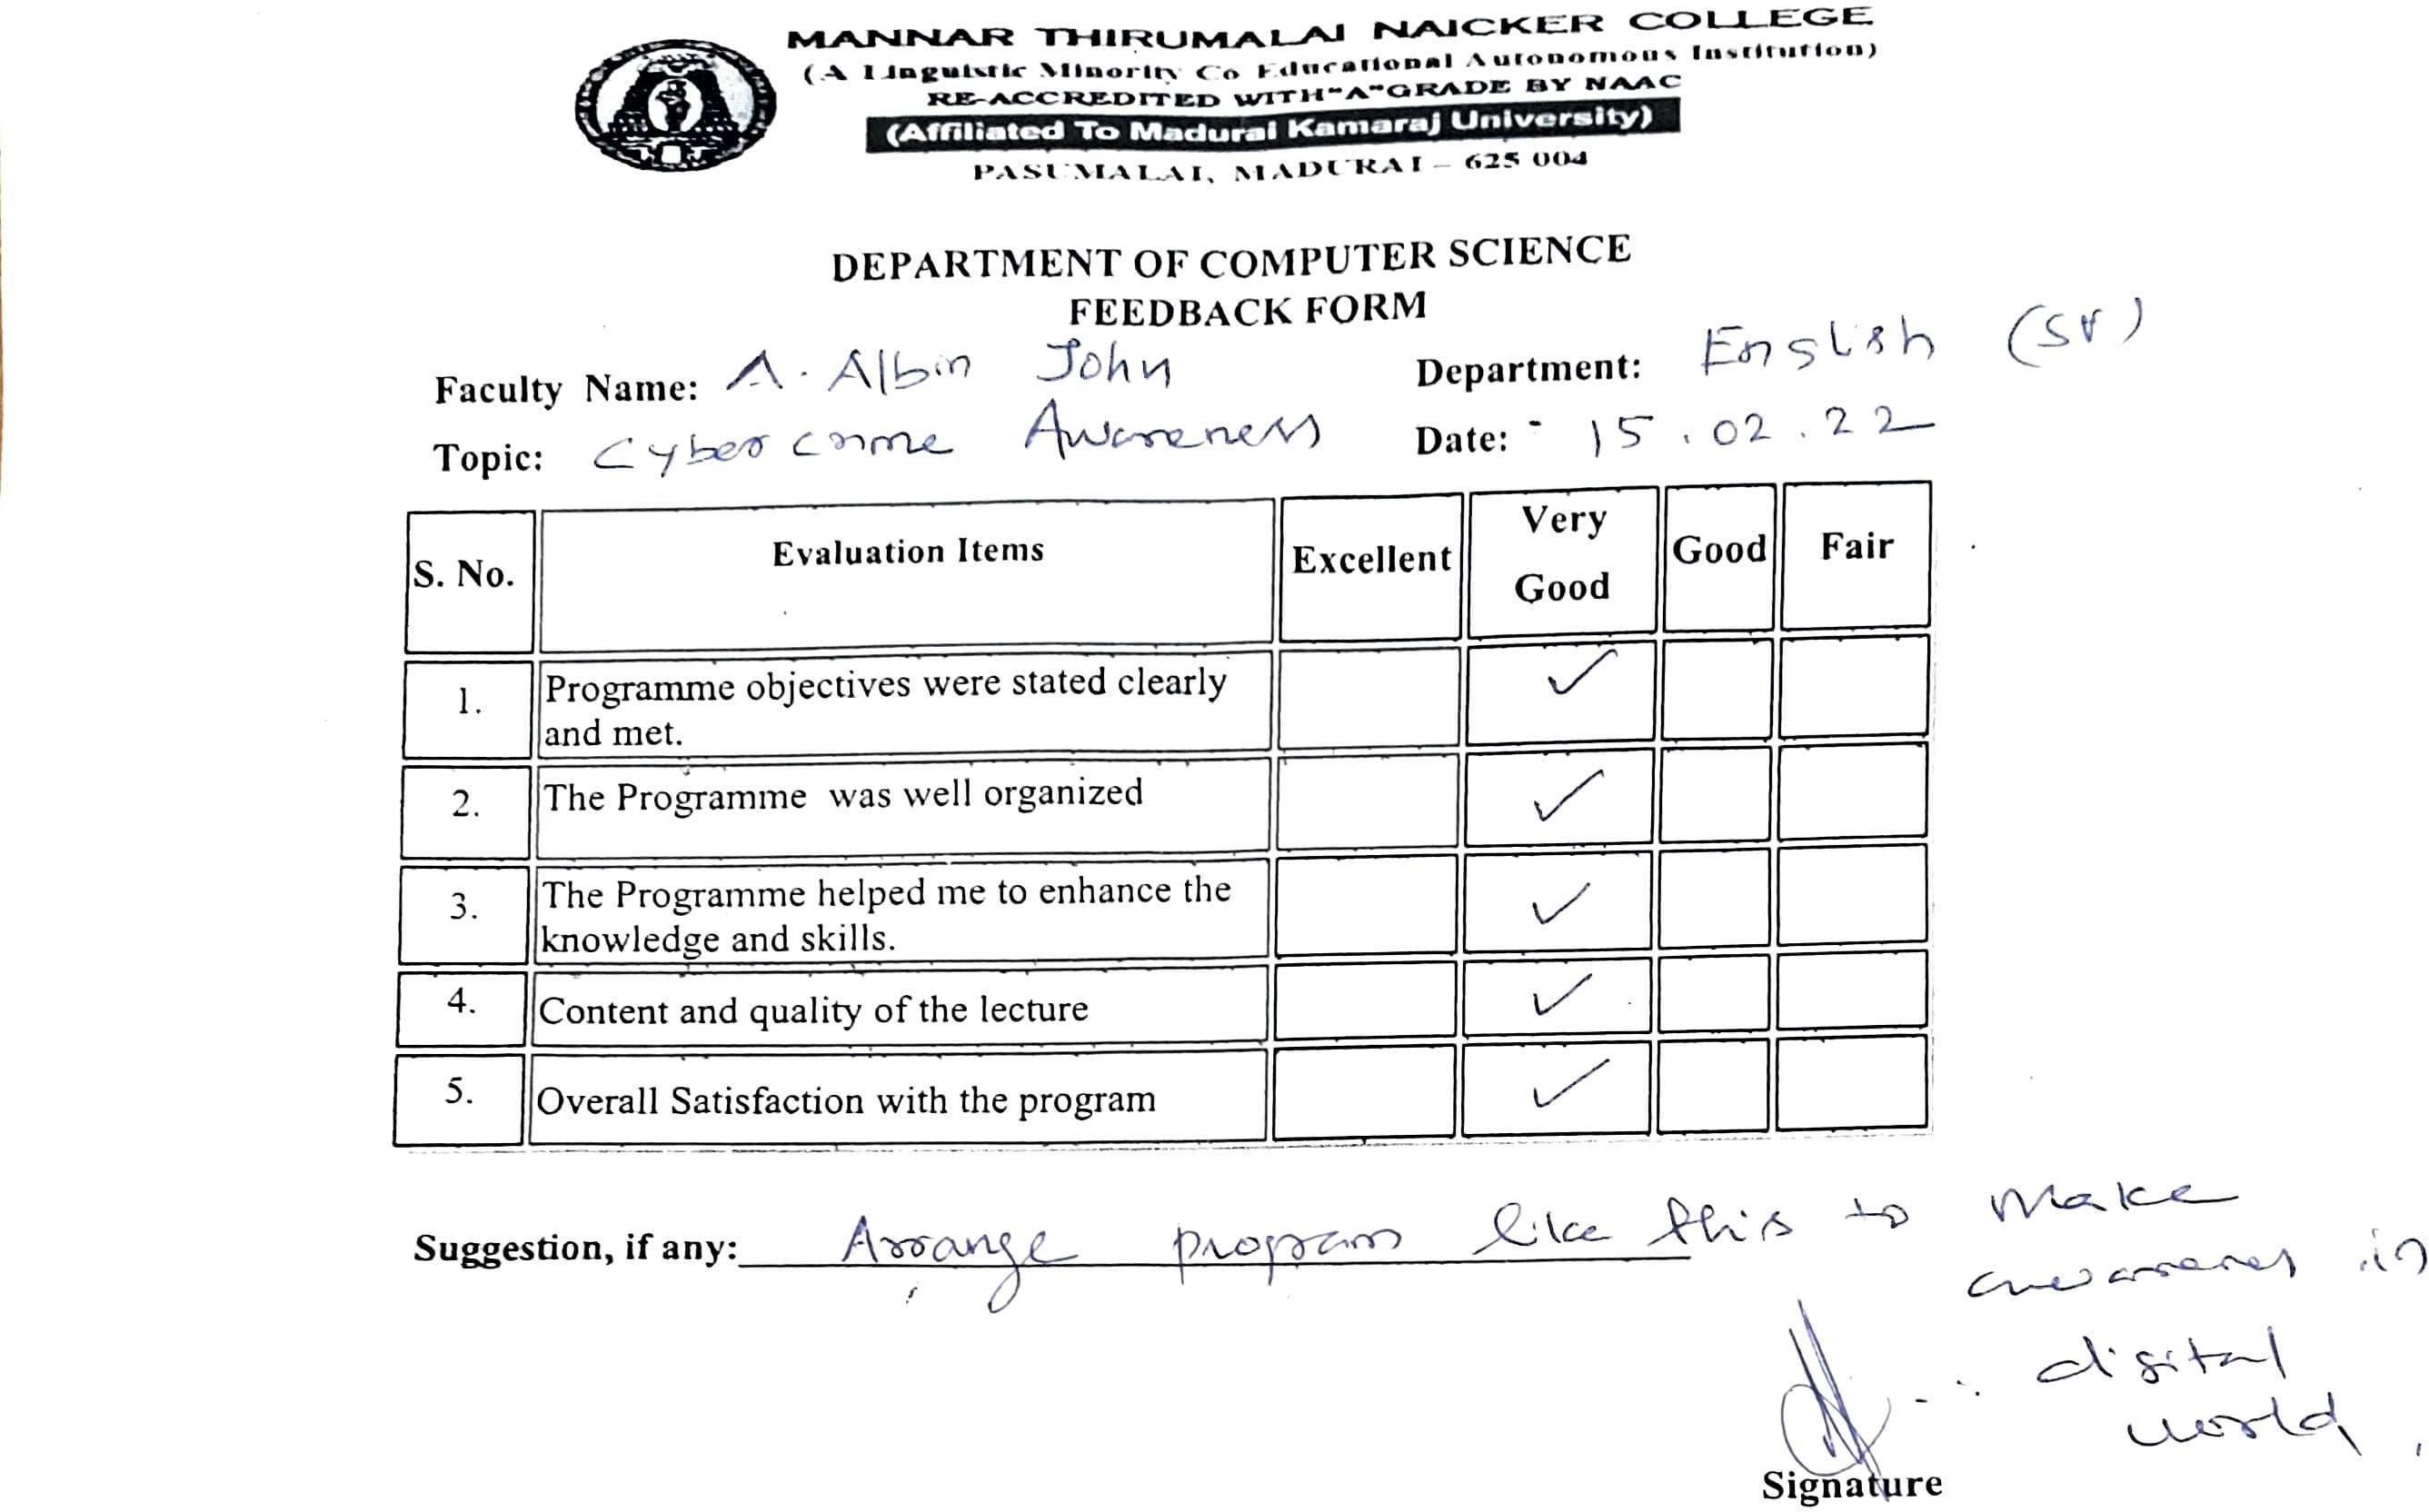 MANNAR THIRUMALAI NAICKER COLLEGE
(A Linguistic Minority Co Educational Autonomous Institution)
RE-ACCREDITED WITH "A" GRADE BY NAAC
(Affiliated To Madurai Kamaraj University)
PASUMALAI, MADURAI – 625 004
DEPARTMENT OF COMPUTER SCIENCE
FEEDBACK FORM
Faculty Name: A. Albin John Department: English (SF)
Topic: Cyber crime Awareness Date: 15.02.22
S. No. Evaluation Items Excellent Very Good Good Fair
1. Programme objectives were stated clearly ✓
and met.
2. The Programme was well organized ✓
3. The Programme helped me to enhance the ✓
knowledge and skills.
4. Content and quality of the lecture ✓
5. Overall Satisfaction with the program ✓
Suggestion, if any: Arrange program like this to make
awareness in
digital
world.
Signature